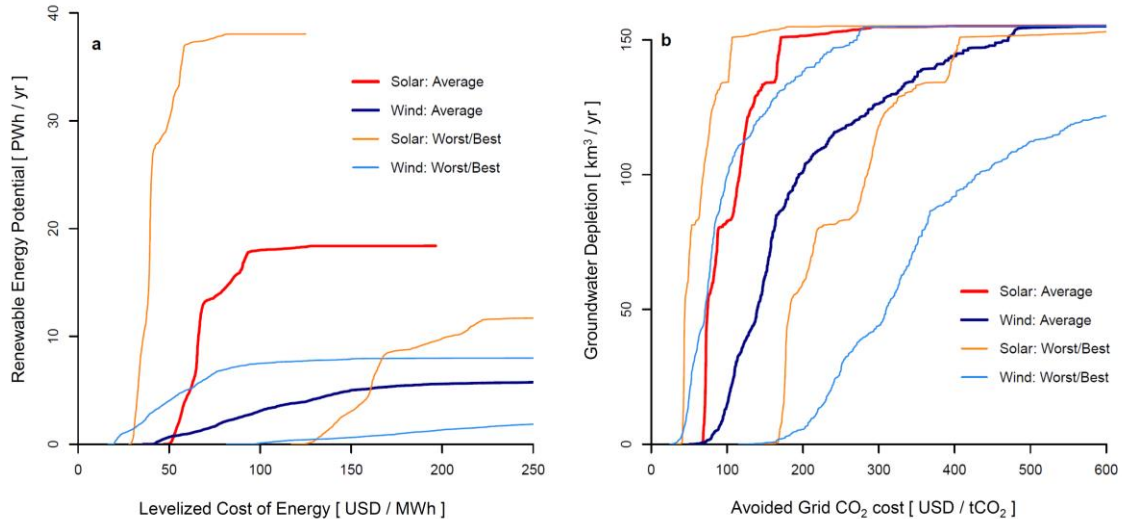 a
Renewable Energy Potential [ PWh / yr ]
40
30
20
10
0
Solar: Average
Wind: Average
Solar: Worst/Best
Wind: Worst/Best
0 50 100 150 200 250
Levelized Cost of Energy [ USD / MWh ]
b
Groundwater Depletion [ km³ / yr ]
150
100
50
0
Solar: Average
Wind: Average
Solar: Worst/Best
Wind: Worst/Best
0 100 200 300 400 500 600
Avoided Grid CO₂ cost [ USD / tCO₂ ]